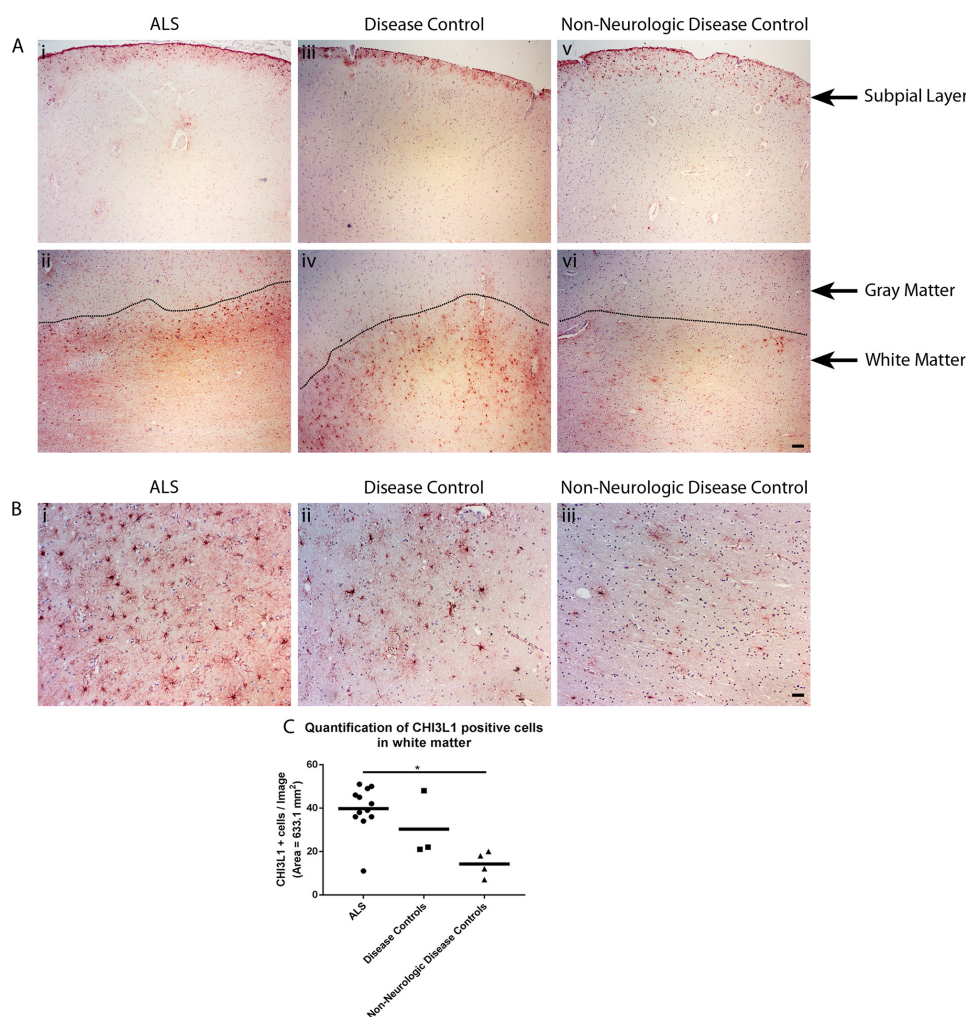 ALS
Disease Control
Non-Neurologic Disease Control
A
i
iii
v
Subpial Layer
ii
iv
vi
Gray Matter
White Matter
ALS
Disease Control
Non-Neurologic Disease Control
B
i
ii
iii
C
Quantification of CHI3L1 positive cells
in white matter
CHI3L1 + cells / Image
(Area = 633.1 mm²)
60
40
20
0
*
ALS
Disease Controls
Non-Neurologic Disease Controls